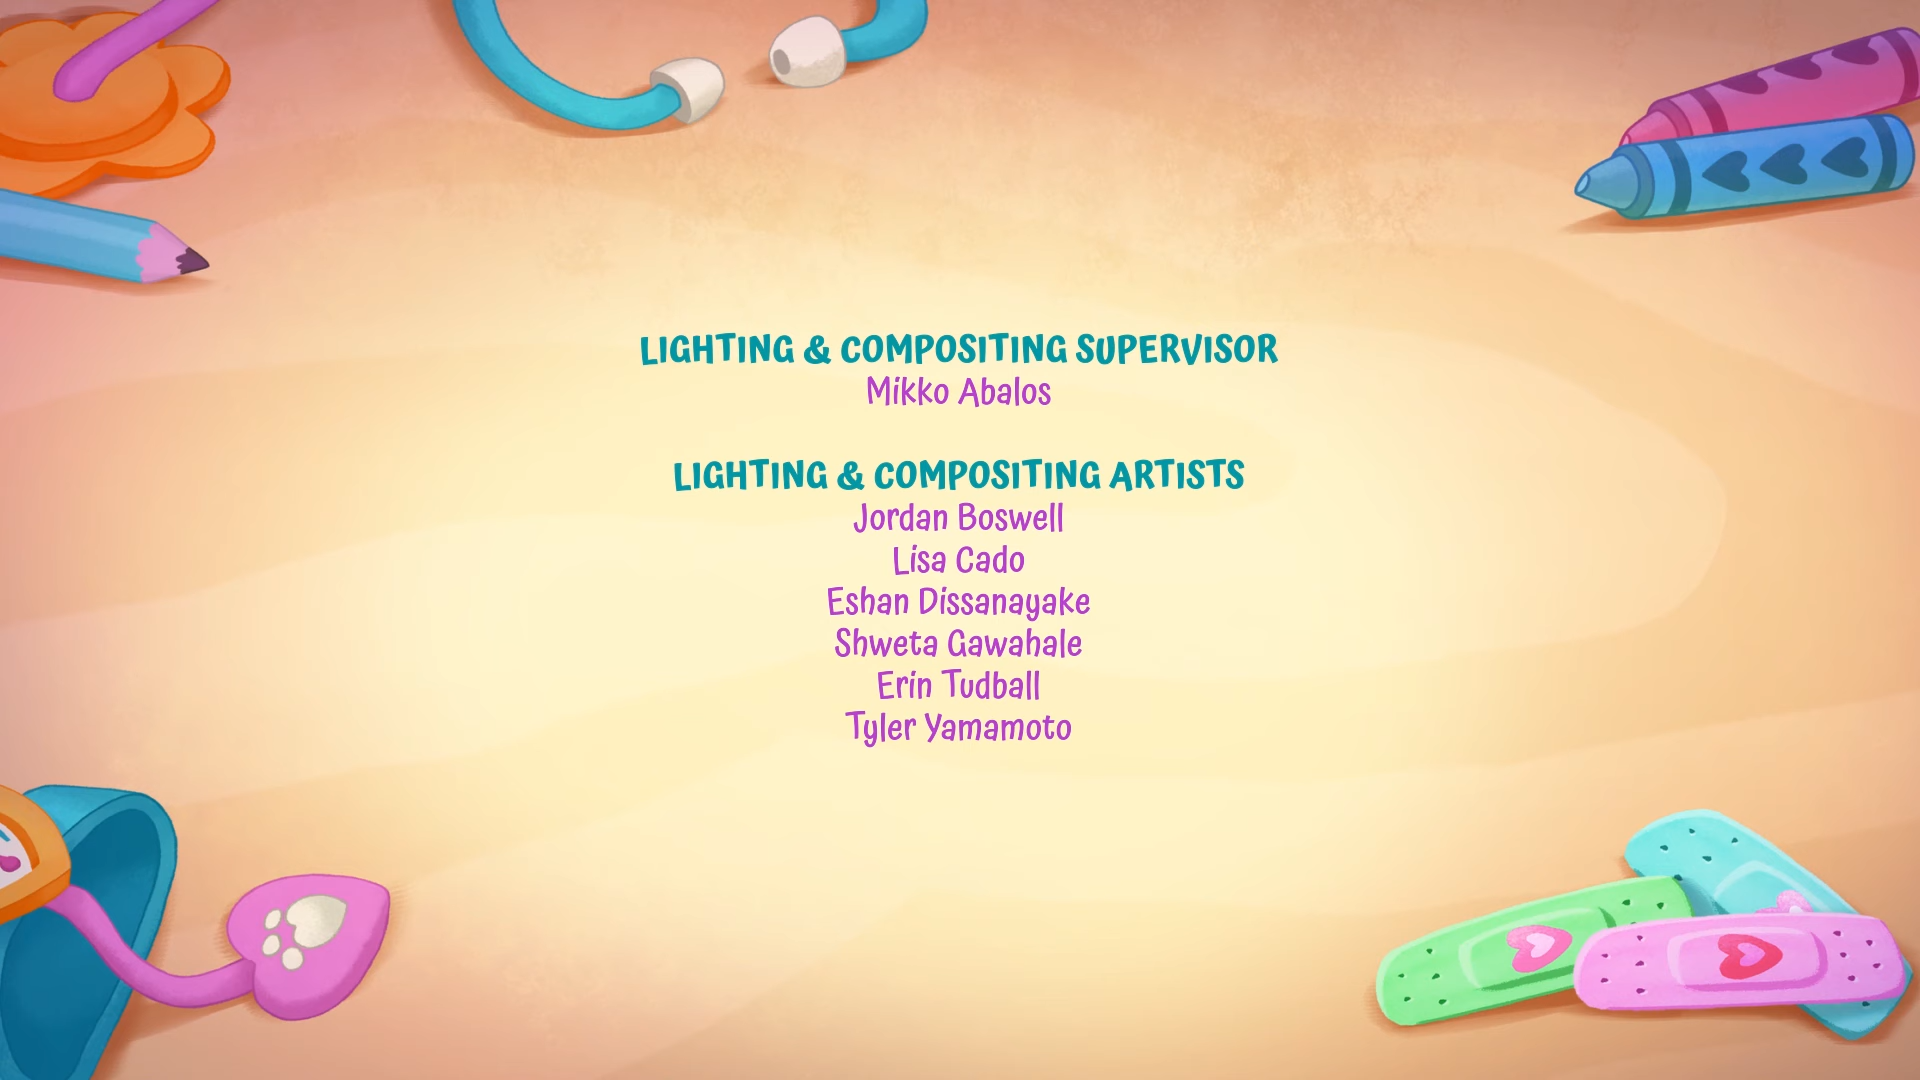 LIGHTING & COMPOSITING SUPERVISOR
Mikko Abalos
LIGHTING & COMPOSITING ARTISTS
Jordan Boswell
Lisa Cado
Eshan Dissanayake
Shweta Gawahale
Erin Tudball
Tyler Yamamoto